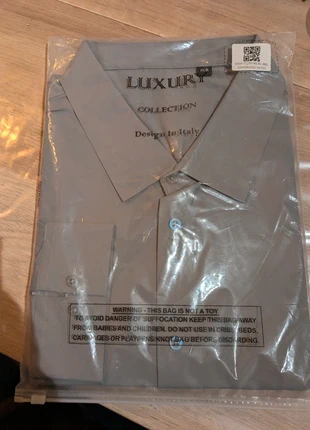 LUXURY
COLLECTION
Design In Italy
WARNING - THIS BAG IS NOT A TOY
TO AVOID DANGER OF SUFFOCATION KEEP THIS BAG AWAY
FROM BABIES AND CHILDREN. DO NOT USE IN CRIBS, BEDS,
CARRIAGES OR PLAYPENS. KNOT BAG BEFORE DISCARDING.